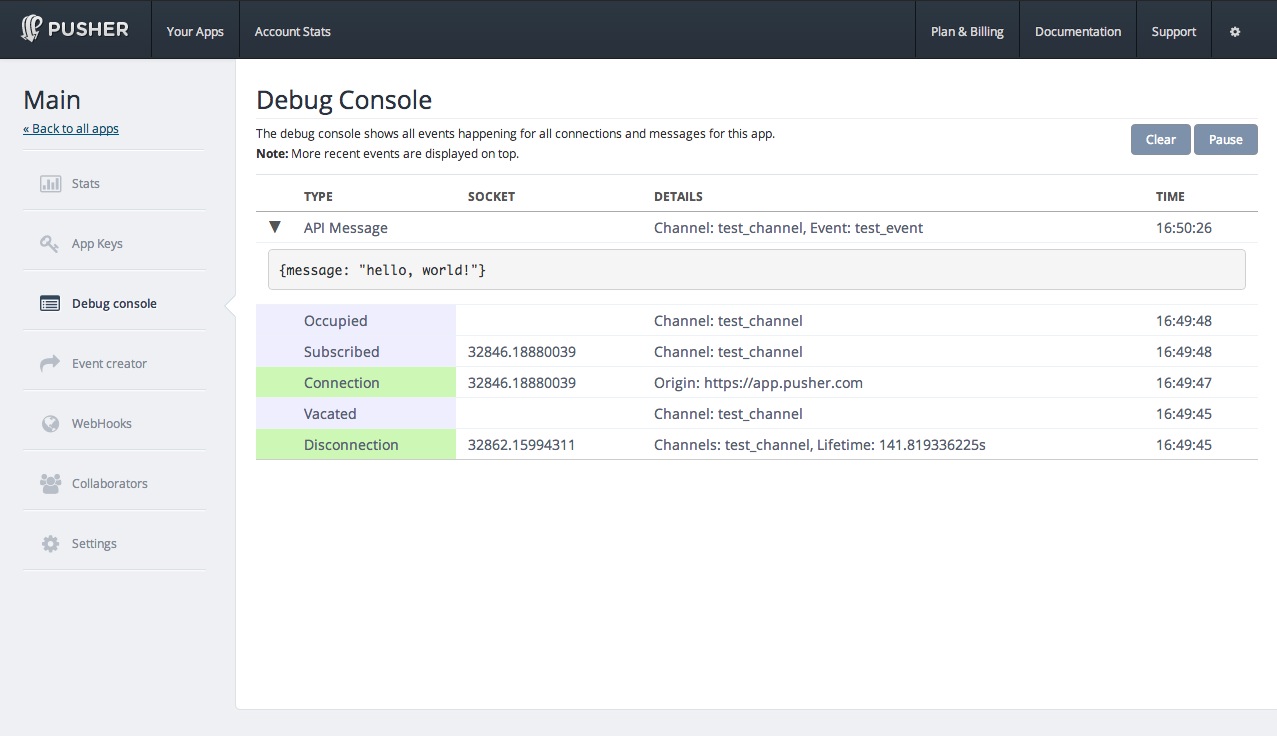 PUSHER Your Apps Account Stats Plan & Billing Documentation Support
Main
« Back to all apps
Stats
App Keys
Debug console
Event creator
WebHooks
Collaborators
Settings
Debug Console
The debug console shows all events happening for all connections and messages for this app.
Note: More recent events are displayed on top.
Clear Pause
TYPE SOCKET DETAILS TIME
API Message Channel: test_channel, Event: test_event 16:50:26
{message: "hello, world!"}
Occupied Channel: test_channel 16:49:48
Subscribed 32846.18880039 Channel: test_channel 16:49:48
Connection 32846.18880039 Origin: https://app.pusher.com 16:49:47
Vacated Channel: test_channel 16:49:45
Disconnection 32862.15994311 Channels: test_channel, Lifetime: 141.819336225s 16:49:45